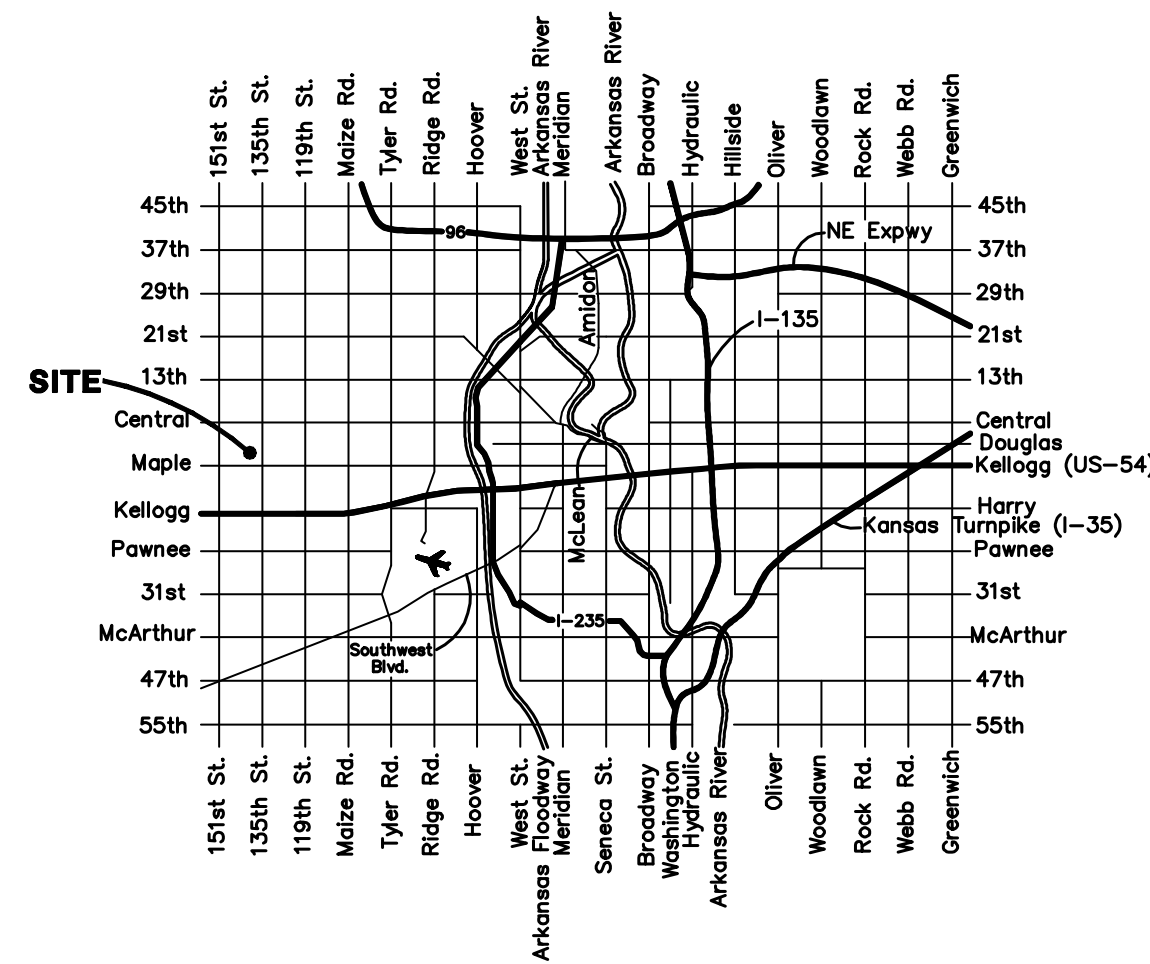 151st St.
135th St.
119th St.
Maize Rd.
Tyler Rd.
Ridge Rd.
Hoover
West St.
Arkansas River
Meridian
Arkansas River
Broadway
Hydraulic
Hillside
Oliver
Woodlawn
Rock Rd.
Webb Rd.
Greenwich
45th
37th
29th
21st
13th
Central
Maple
Kellogg
Pawnee
31st
McArthur
47th
55th
SITE
96
NE Expwy
Amidon
I-135
McLean
Kansas Turnpike (I-35)
I-235
Southwest
Blvd.
45th
37th
29th
21st
13th
Central
Douglas
Kellogg (US-54)
Harry
Pawnee
31st
McArthur
47th
55th
151st St.
135th St.
119th St.
Maize Rd.
Tyler Rd.
Ridge Rd.
Hoover
West St.
Arkansas Floodway
Meridian
Seneca St.
Broadway
Washington
Hydraulic
Arkansas River
Oliver
Woodlawn
Rock Rd.
Webb Rd.
Greenwich